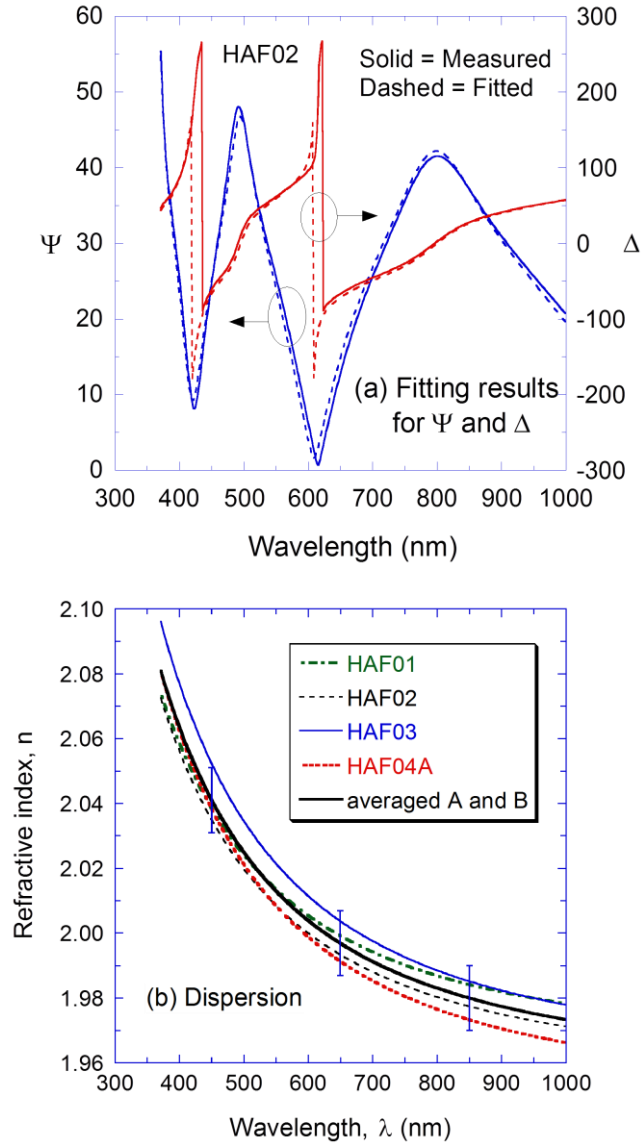 60
50
40
30
20
10
0
Ψ
HAF02
Solid = Measured
Dashed = Fitted
300
200
100
0
-100
-200
-300
Δ
(a) Fitting results
for Ψ and Δ
300 400 500 600 700 800 900 1000
Wavelength (nm)
2.10
2.08
2.06
2.04
2.02
2.00
1.98
1.96
Refractive index, n
HAF01
HAF02
HAF03
HAF04A
averaged A and B
(b) Dispersion
300 400 500 600 700 800 900 1000
Wavelength, λ (nm)